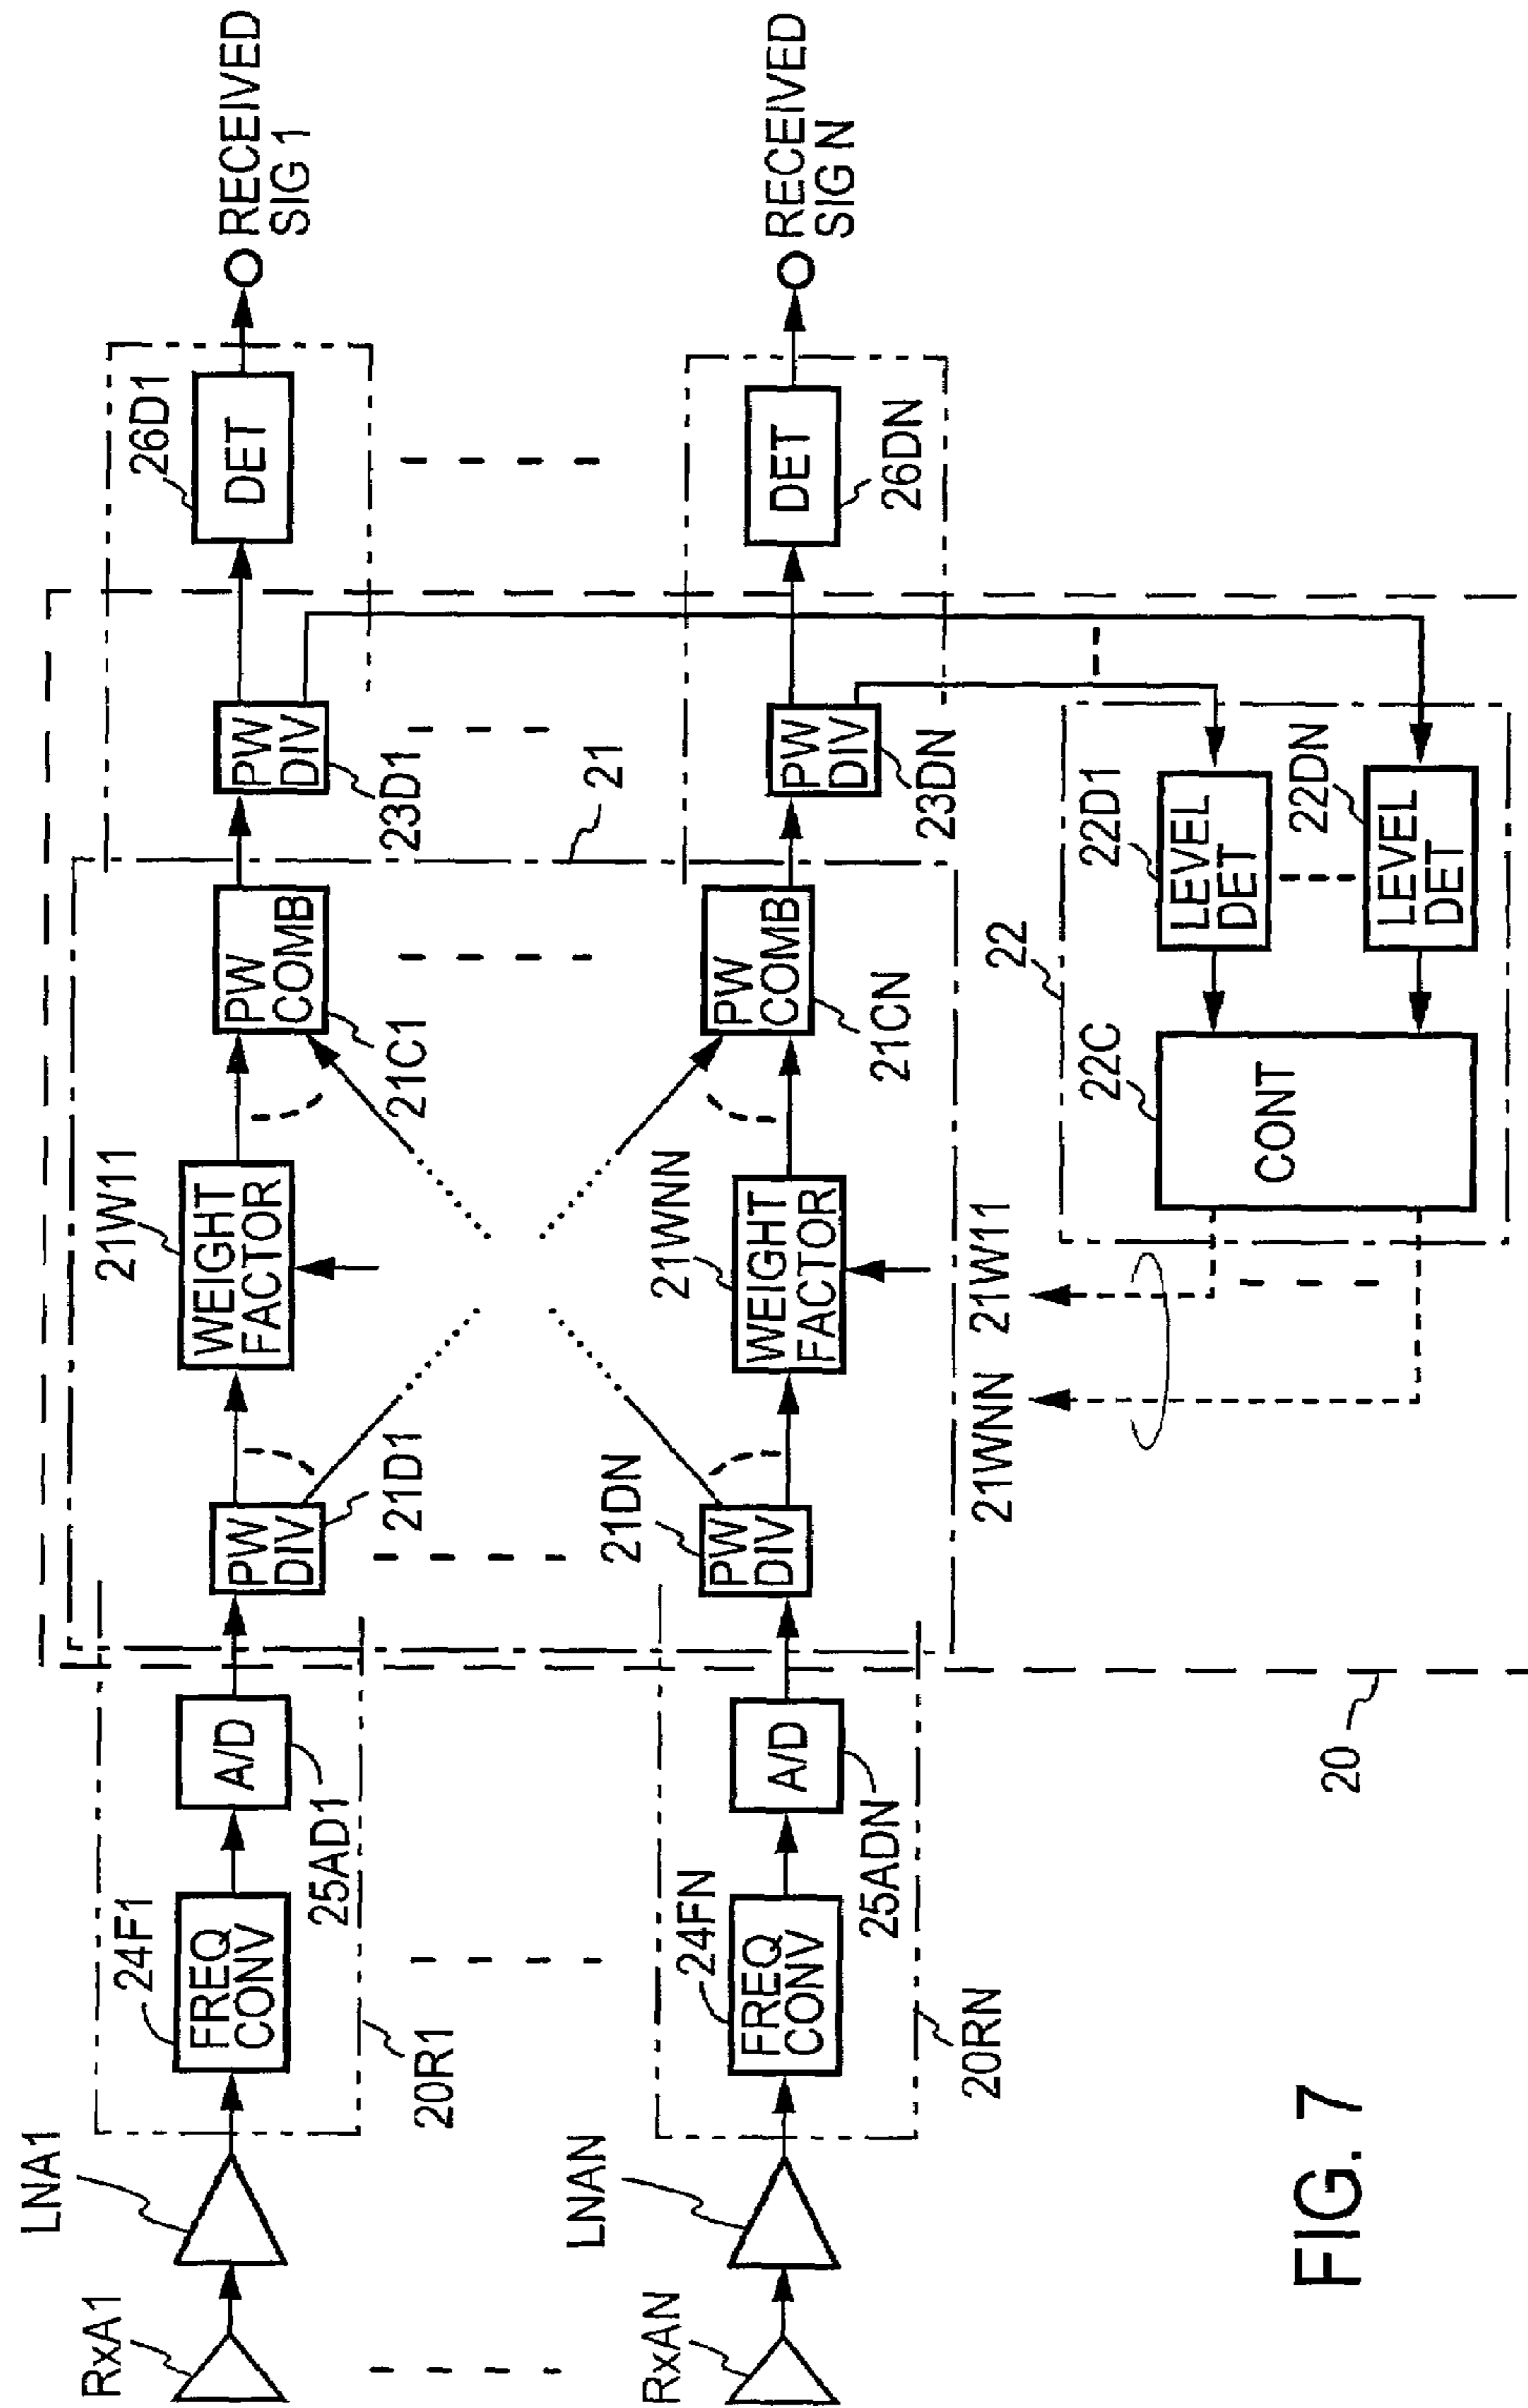 RxA1
LNA1
24F1
FREQ
CONV
A/D
25AD1
20R1
PW
DIV
21D1
21W11
WEIGHT
FACTOR
PW
COMB
21C1
21
PW
DIV
23D1
26D1
DET
RECEIVED
SIG 1
RxAN
LNAN
24FN
FREQ
CONV
A/D
25ADN
20RN
21DN
PW
DIV
21WNN
WEIGHT
FACTOR
PW
COMB
21CN
PW
DIV
23DN
DET
26DN
RECEIVED
SIG N
21WNN
21W11
22C
CONT
22
22D1
LEVEL
DET
22DN
LEVEL
DET
20
FIG. 7